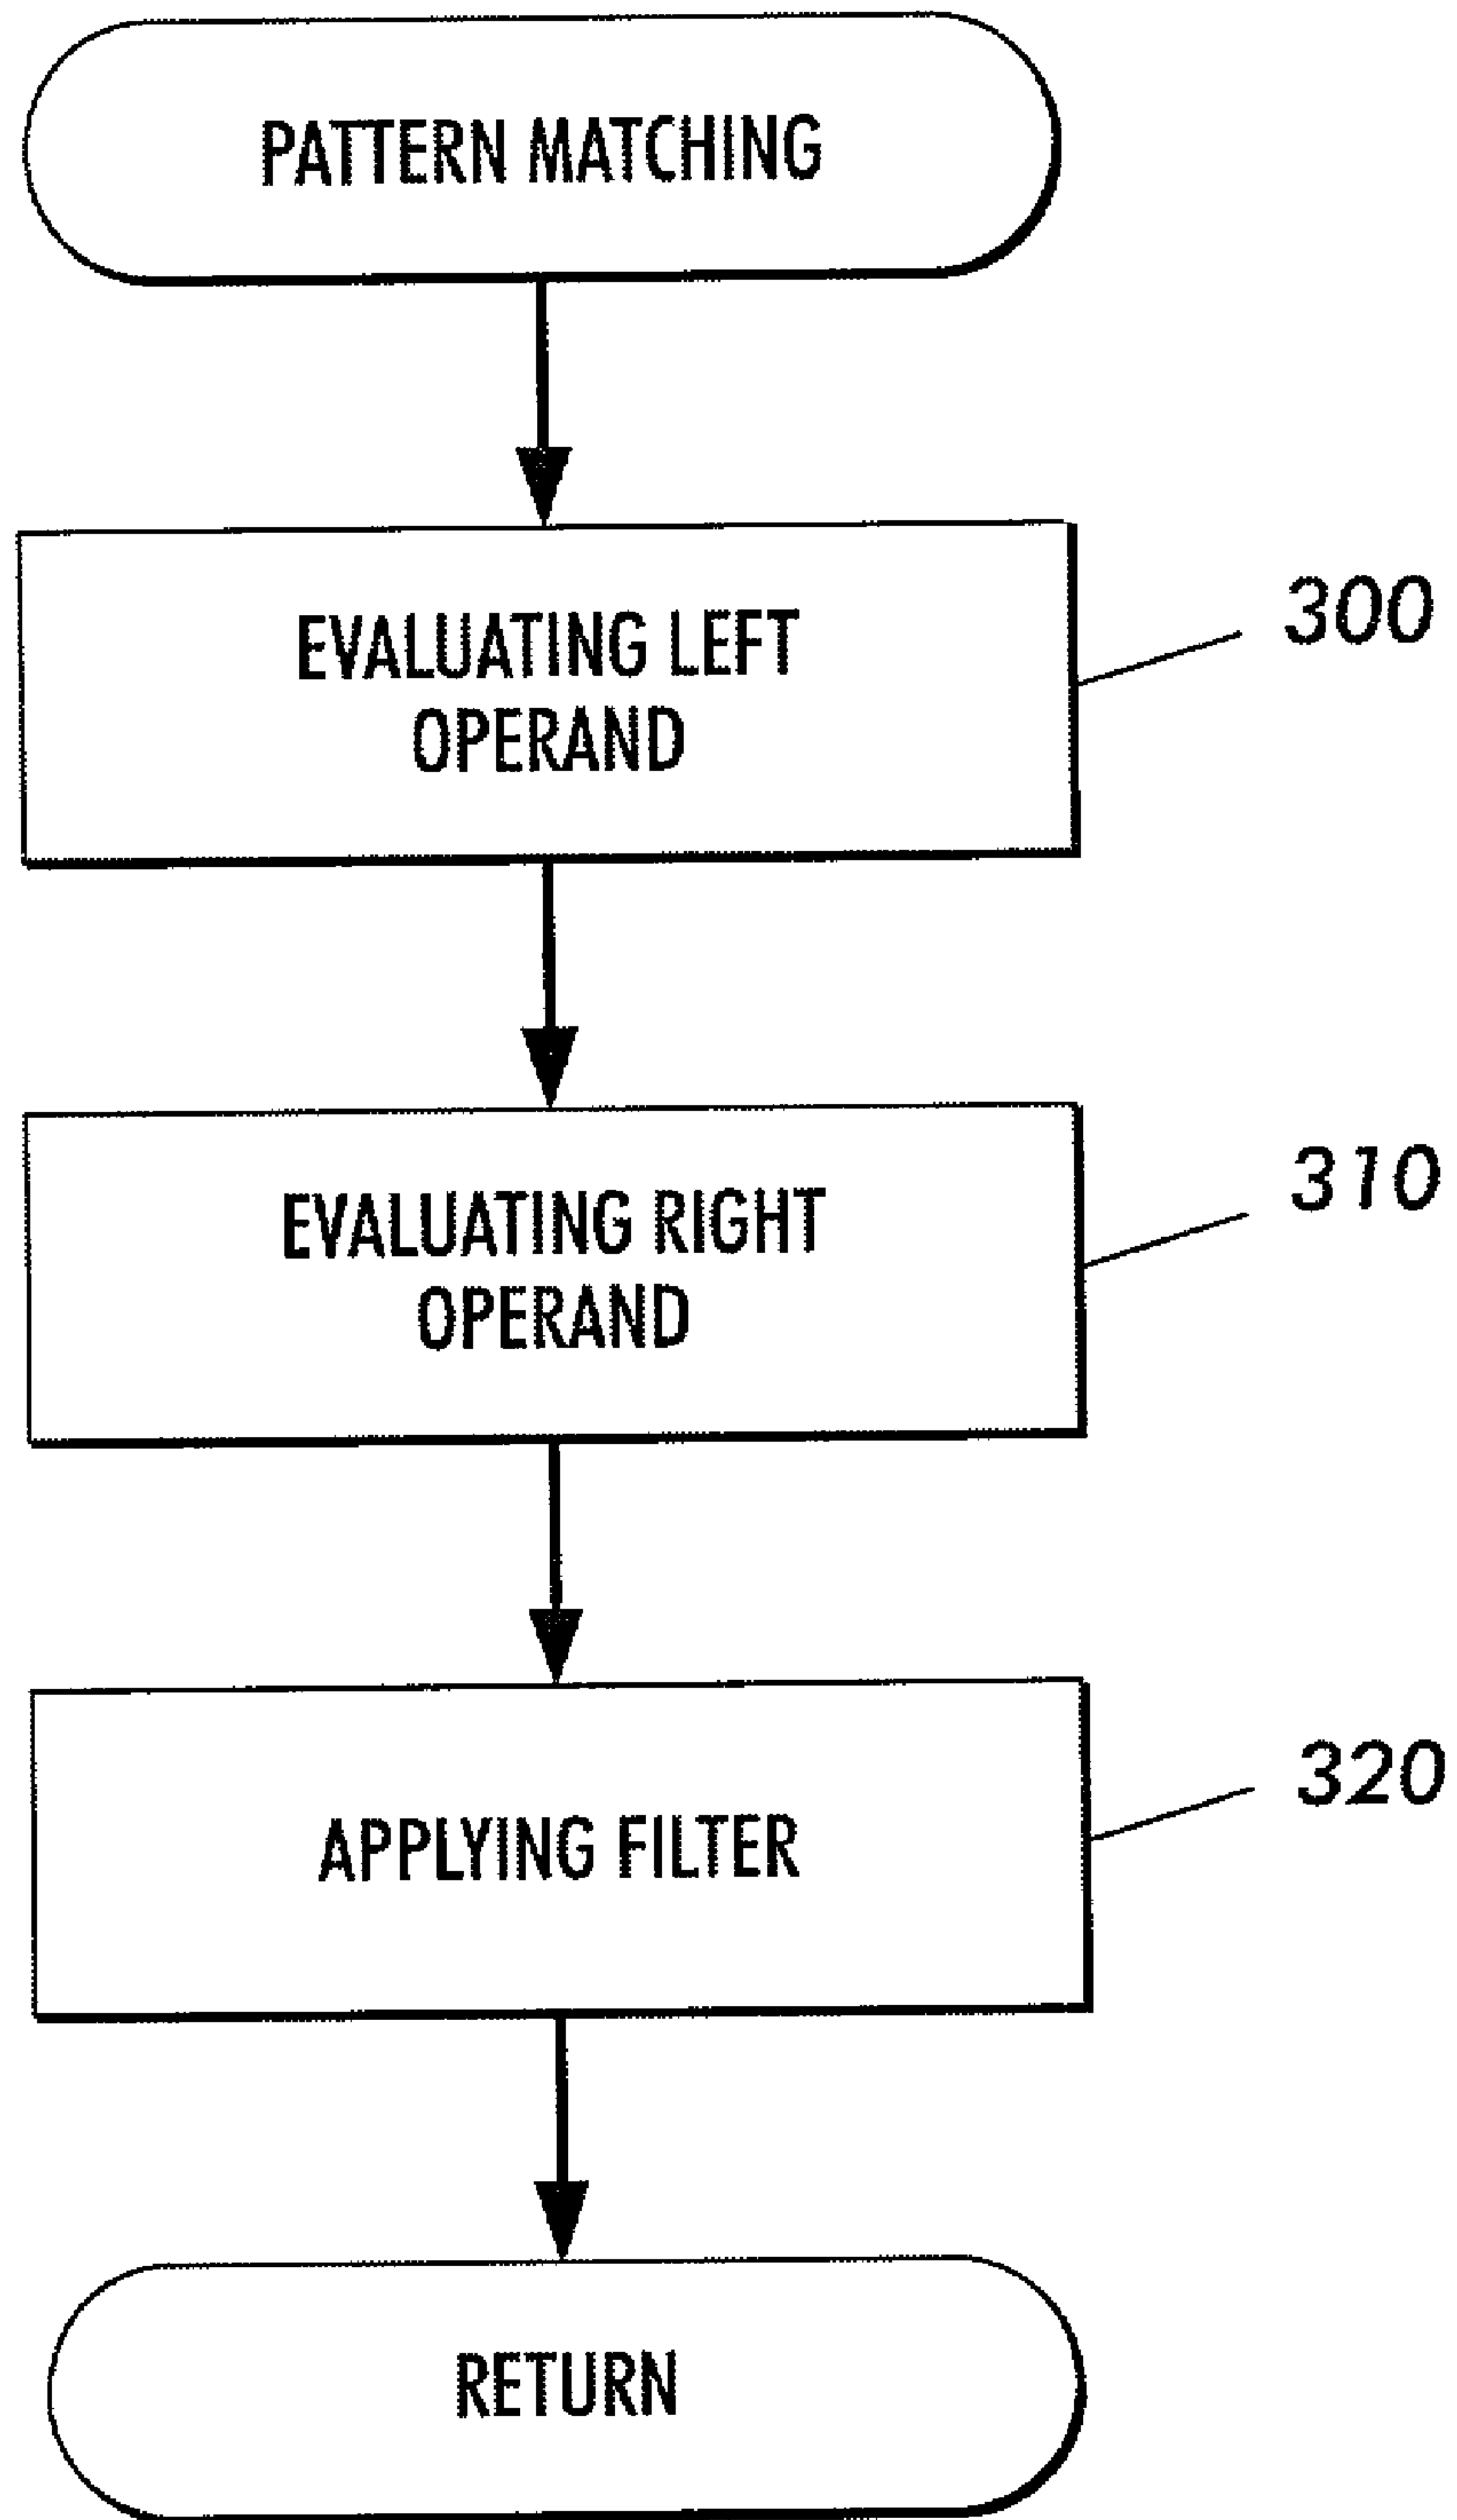 PATTERN MATCHING
EVALUATING LEFT
OPERAND
300
EVALUATING RIGHT
OPERAND
310
APPLYING FILTER
320
RETURN